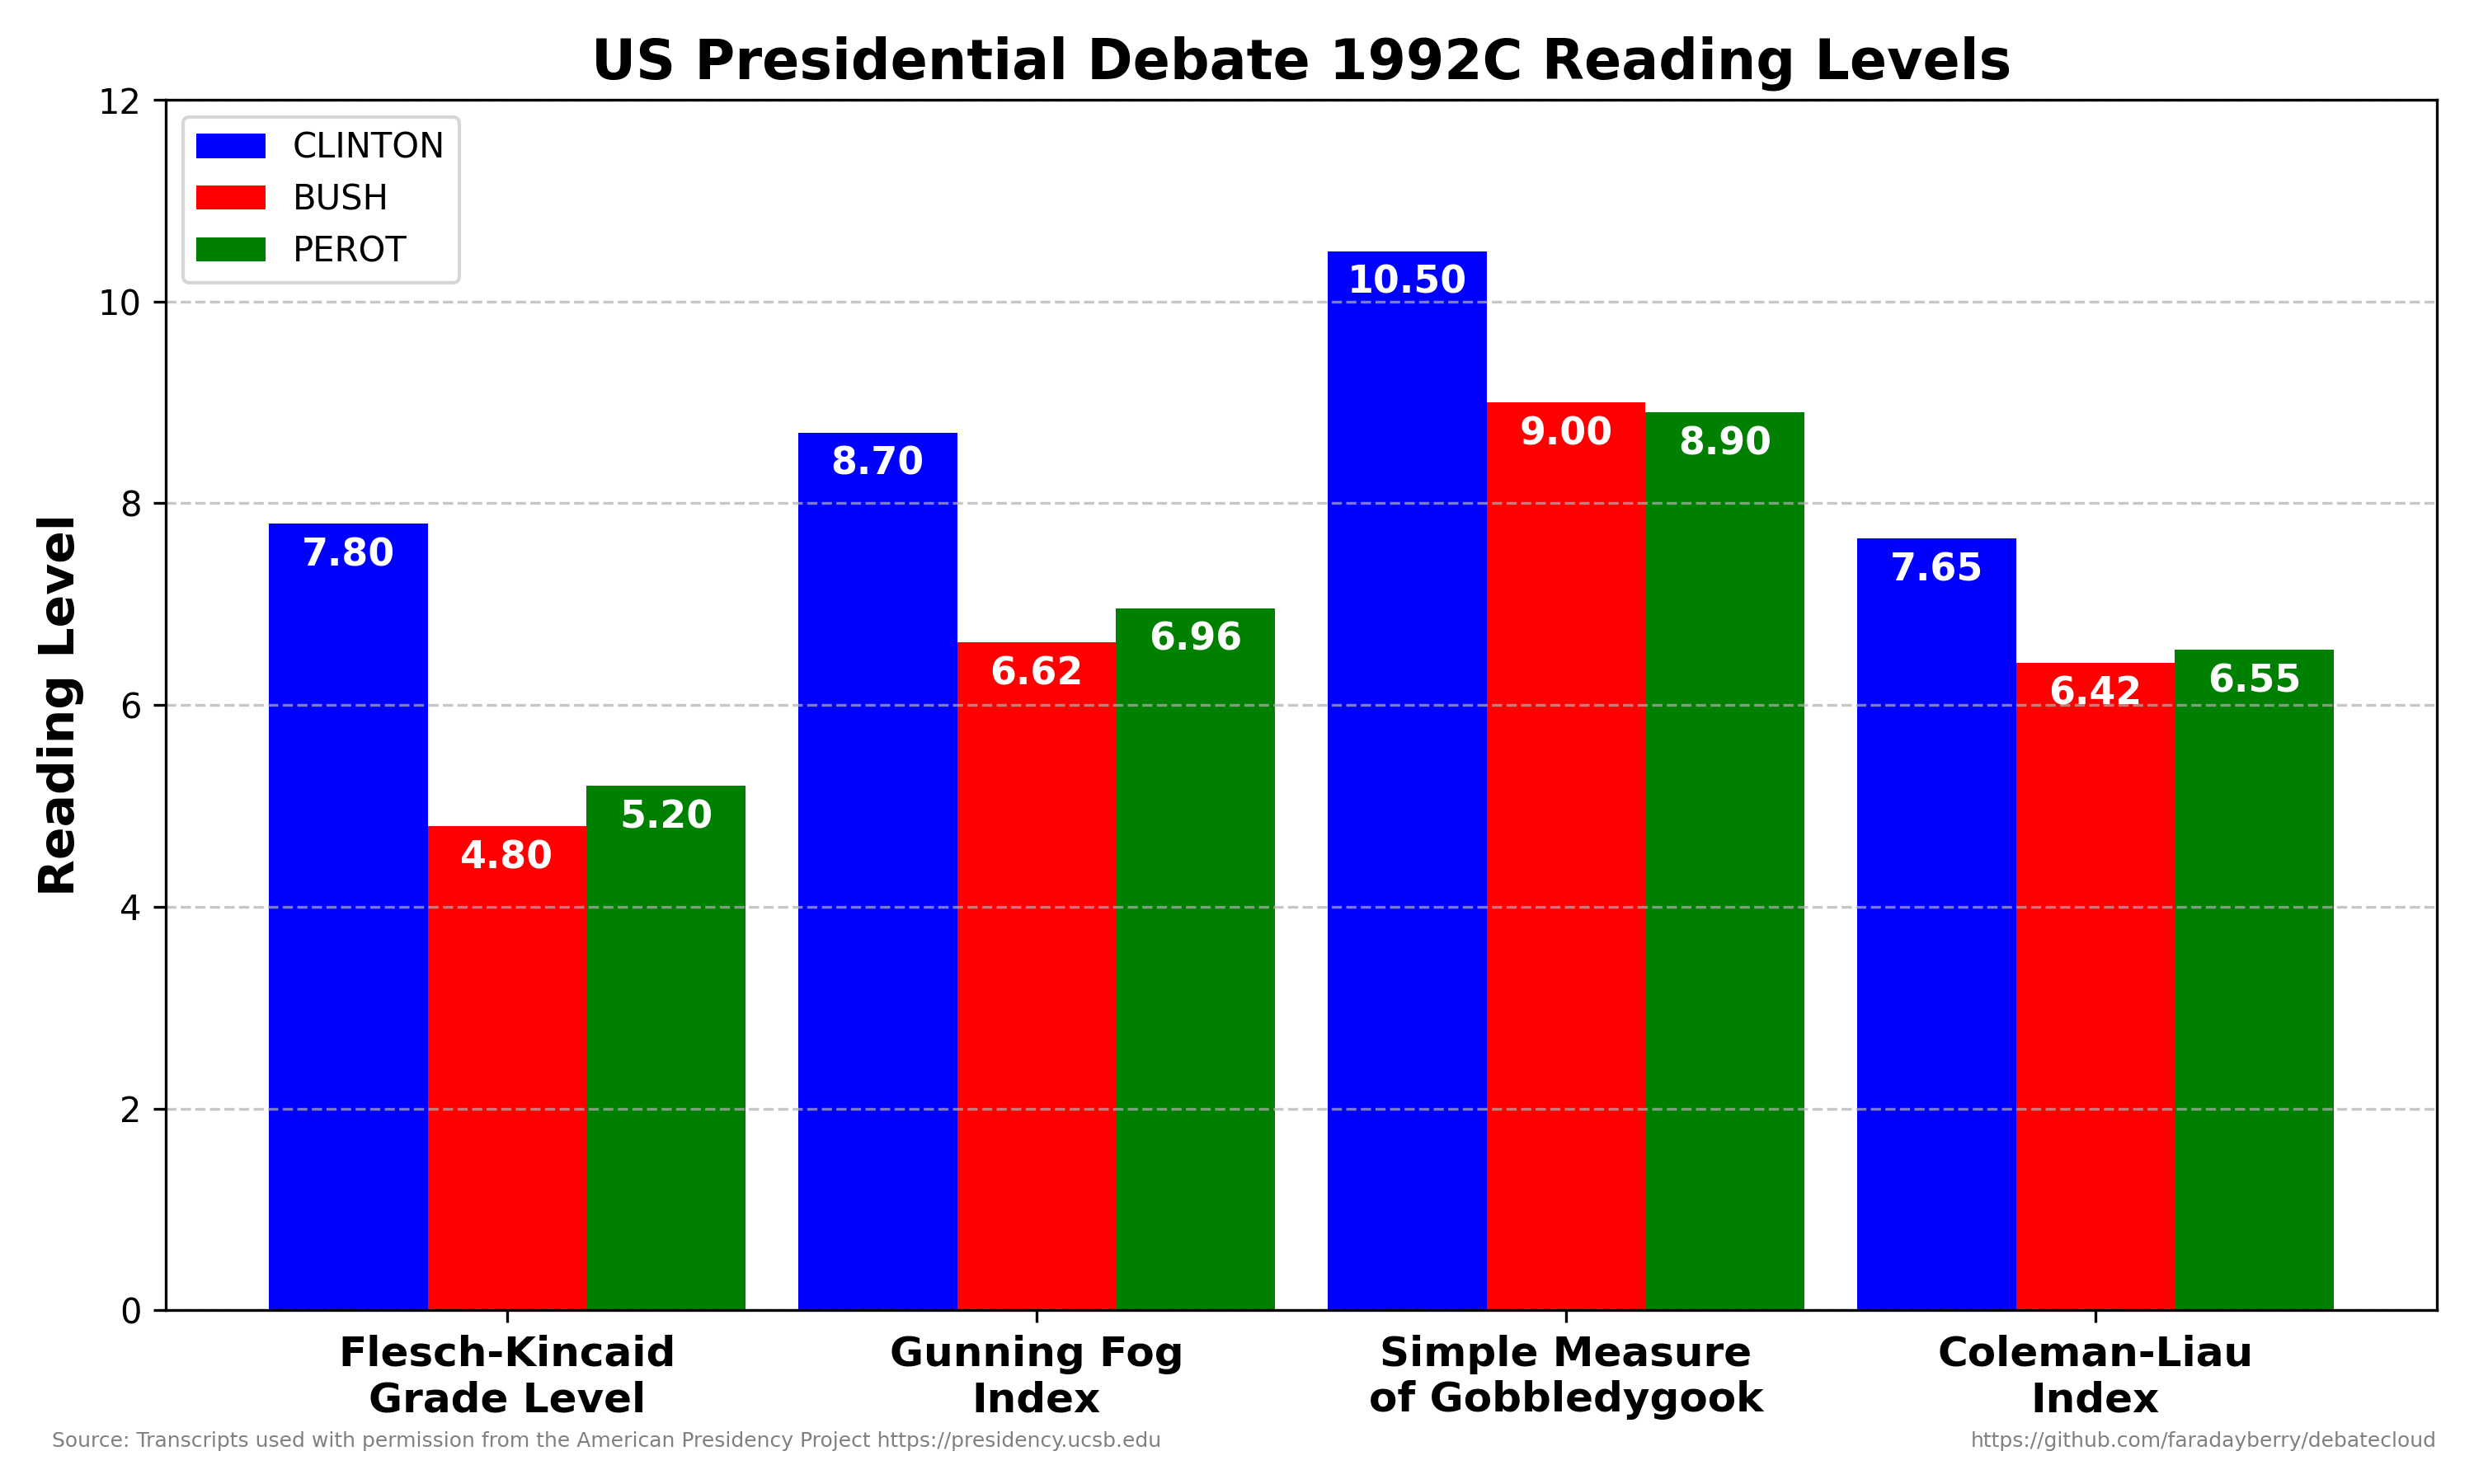 US Presidential Debate 1992C Reading Levels
12
10
8
6
4
2
0
Reading Level
CLINTON
BUSH
PEROT
7.80
4.80
5.20
8.70
6.62
6.96
10.50
9.00
8.90
7.65
6.42
6.55
Flesch-Kincaid
Grade Level
Gunning Fog
Index
Simple Measure
of Gobbledygook
Coleman-Liau
Index
Source: Transcripts used with permission from the American Presidency Project https://presidency.ucsb.edu
https://github.com/faradayberry/debatecloud